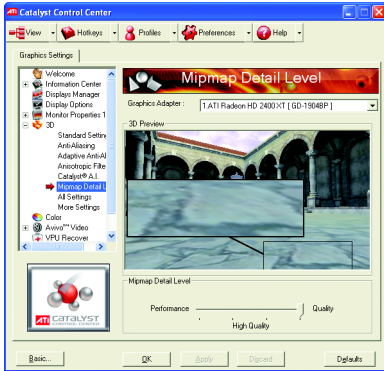 ATI Catalyst Control Center
View Hotkeys Profiles Preferences Help
Graphics Settings
Welcome
Information Center
Displays Manager
Display Options
Monitor Properties 1
3D
Standard Setting
Anti-Aliasing
Adaptive Anti-Al
Anisotropic Filte
Catalyst® A.I.
Mipmap Detail L
All Settings
More Settings
Color
Avivo™ Video
VPU Recover
ATI CATALYST
CONTROL CENTER
Mipmap Detail Level
Graphics Adapter :
1.ATI Radeon HD 2400 XT [ GD-1904BP ]
3D Preview
Mipmap Detail Level
Performance
Quality
High Quality
Basic...
OK
Apply
Discard
Defaults